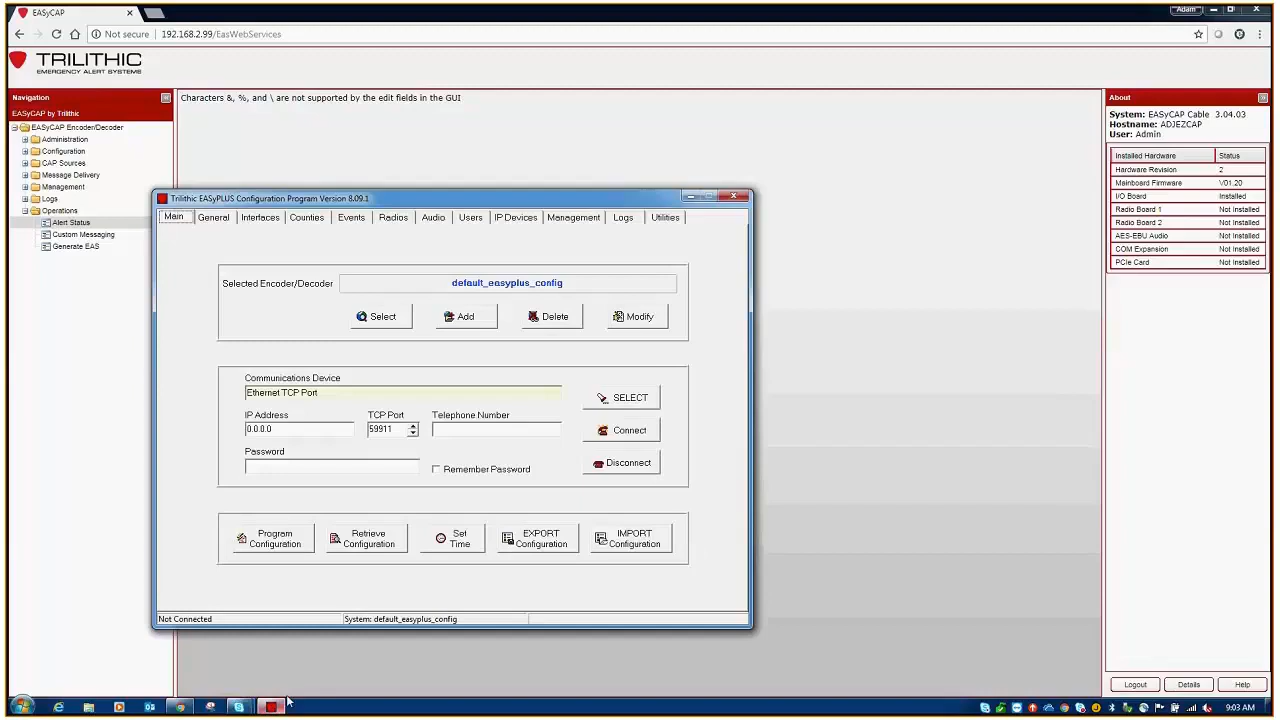 EASyCAP
Adam
Not secure | 192.168.2.99/EasWebServices
TRILITHIC
EMERGENCY ALERT SYSTEMS
Navigation
EASyCAP by Trilithic
EASyCAP Encoder/Decoder
Administration
Configuration
CAP Sources
Message Delivery
Management
Logs
Operations
Alert Status
Custom Messaging
Generate EAS
Characters &, %, and \ are not supported by the edit fields in the GUI
Trilithic EASyPLUS Configuration Program Version 8.09.1
Main General Interfaces Counties Events Radios Audio Users IP Devices Management Logs Utilities
Selected Encoder/Decoder default_easyplus_config
Select Add Delete Modify
Communications Device
Ethernet TCP Port
SELECT
IP Address TCP Port Telephone Number
0.0.0.0 59911
Connect
Password
Remember Password
Disconnect
Program Configuration
Retrieve Configuration
Set Time
EXPORT Configuration
IMPORT Configuration
Not Connected System: default_easyplus_config
About
System: EASyCAP Cable 3.04.03
Hostname: ADJEZCAP
User: Admin
Installed Hardware Status
Hardware Revision 2
Mainboard Firmware V01.20
I/O Board Installed
Radio Board 1 Not Installed
Radio Board 2 Not Installed
AES-EBU Audio Not Installed
COM Expansion Not Installed
PCIe Card Not Installed
Logout Details Help
9:03 AM